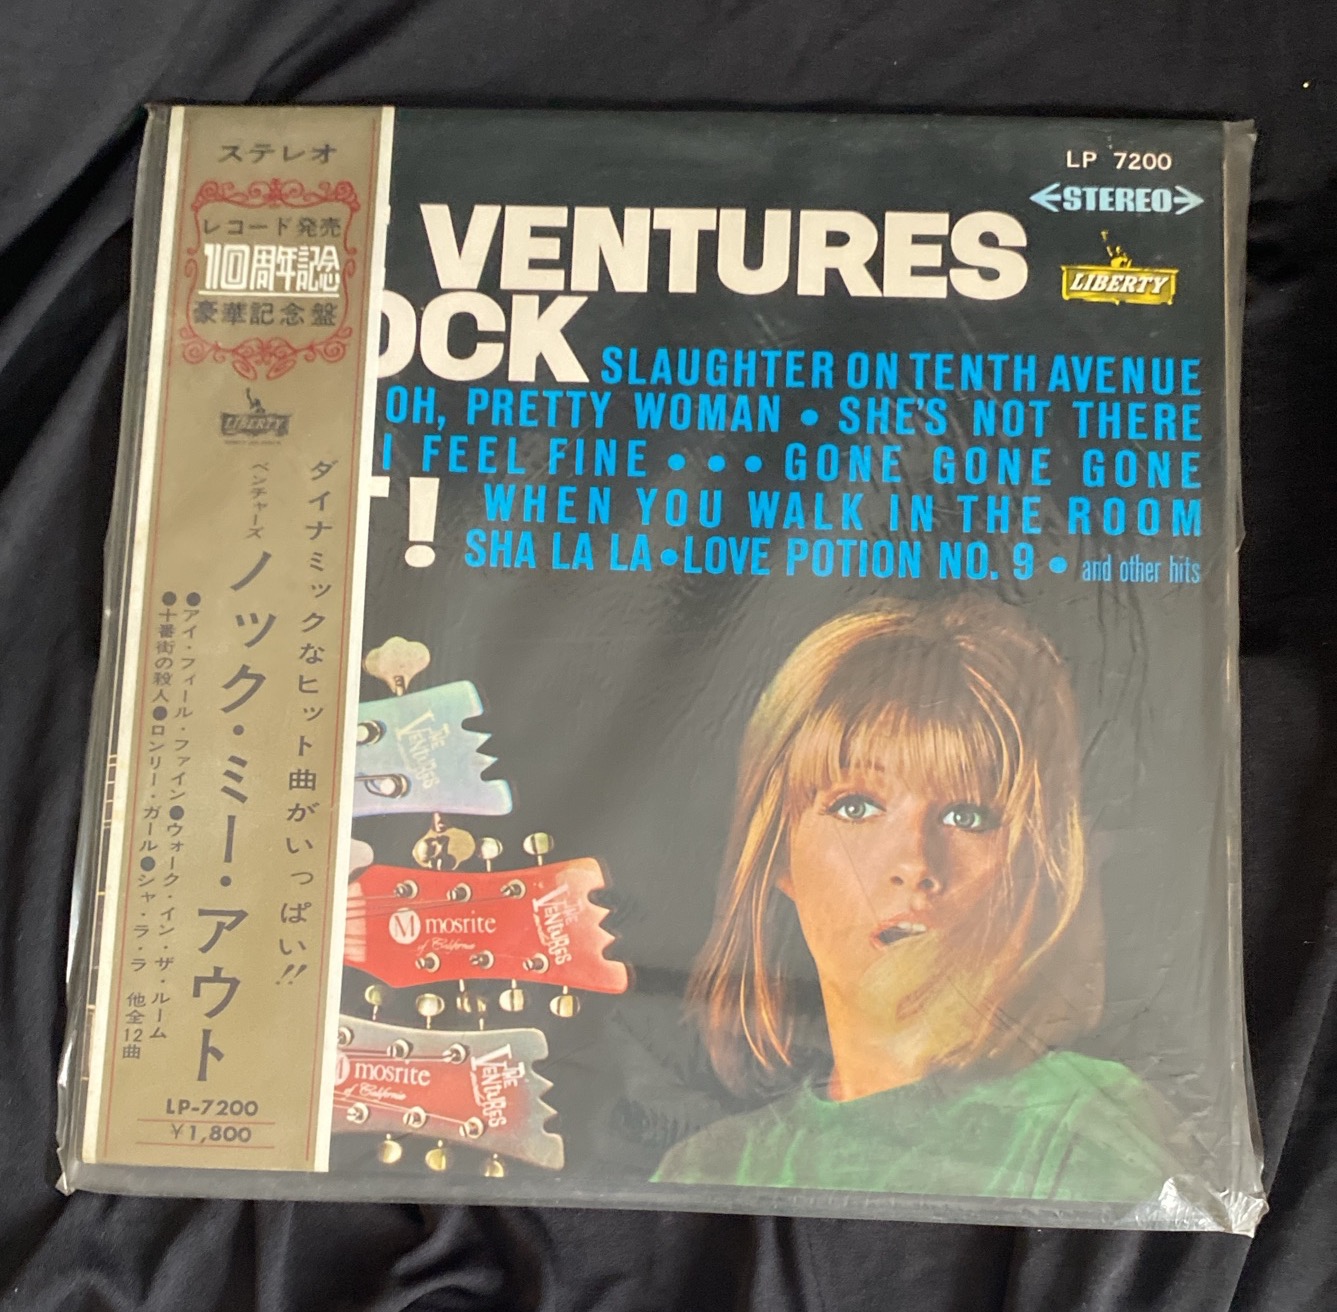 ステレオ
レコード発売
110周年記念
豪華記念盤
LIBERTY
ダイナミックなヒット曲がいっぱい!!
ベンチャーズ
ノック・ミー・アウト
●アイ・フィール・ファイン●ウォーク・イン・ザ・ルーム
●十番街の殺人●ロンリー・ガール●シャ・ラ・ラ 他全12曲
LP-7200
¥1,800
LP 7200
STEREO
VENTURES
LIBERTY
OCK
SLAUGHTER ON TENTH AVENUE
OH, PRETTY WOMAN • SHE'S NOT THERE
I FEEL FINE • • • GONE GONE GONE
!
WHEN YOU WALK IN THE ROOM
SHA LA LA • LOVE POTION NO. 9 • and other hits
THE VENTURES
M mosrite
of California
THE VENTURES
mosrite
of California
THE VENTURES